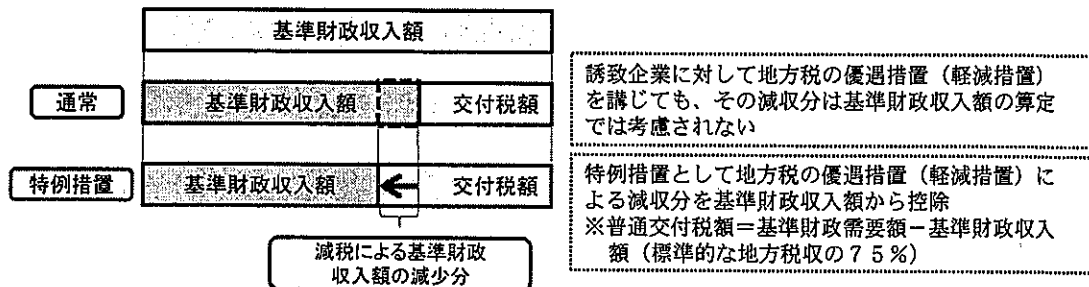 基準財政収入額
通常
基準財政収入額
交付税額
誘致企業に対して地方税の優遇措置(軽減措置)
を講じても、その減収分は基準財政収入額の算定
では考慮されない
特例措置
基準財政収入額
交付税額
特例措置として地方税の優遇措置(軽減措置)に
よる減収分を基準財政収入額から控除
※普通交付税額=基準財政需要額-基準財政収入
額(標準的な地方税収の75%)
減税による基準財政
収入額の減少分